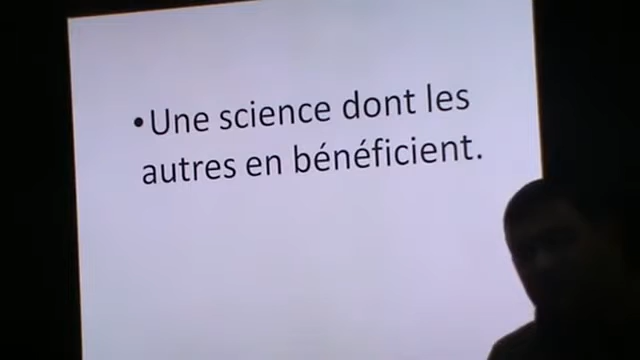 •Une science dont les
autres en bénéficient.